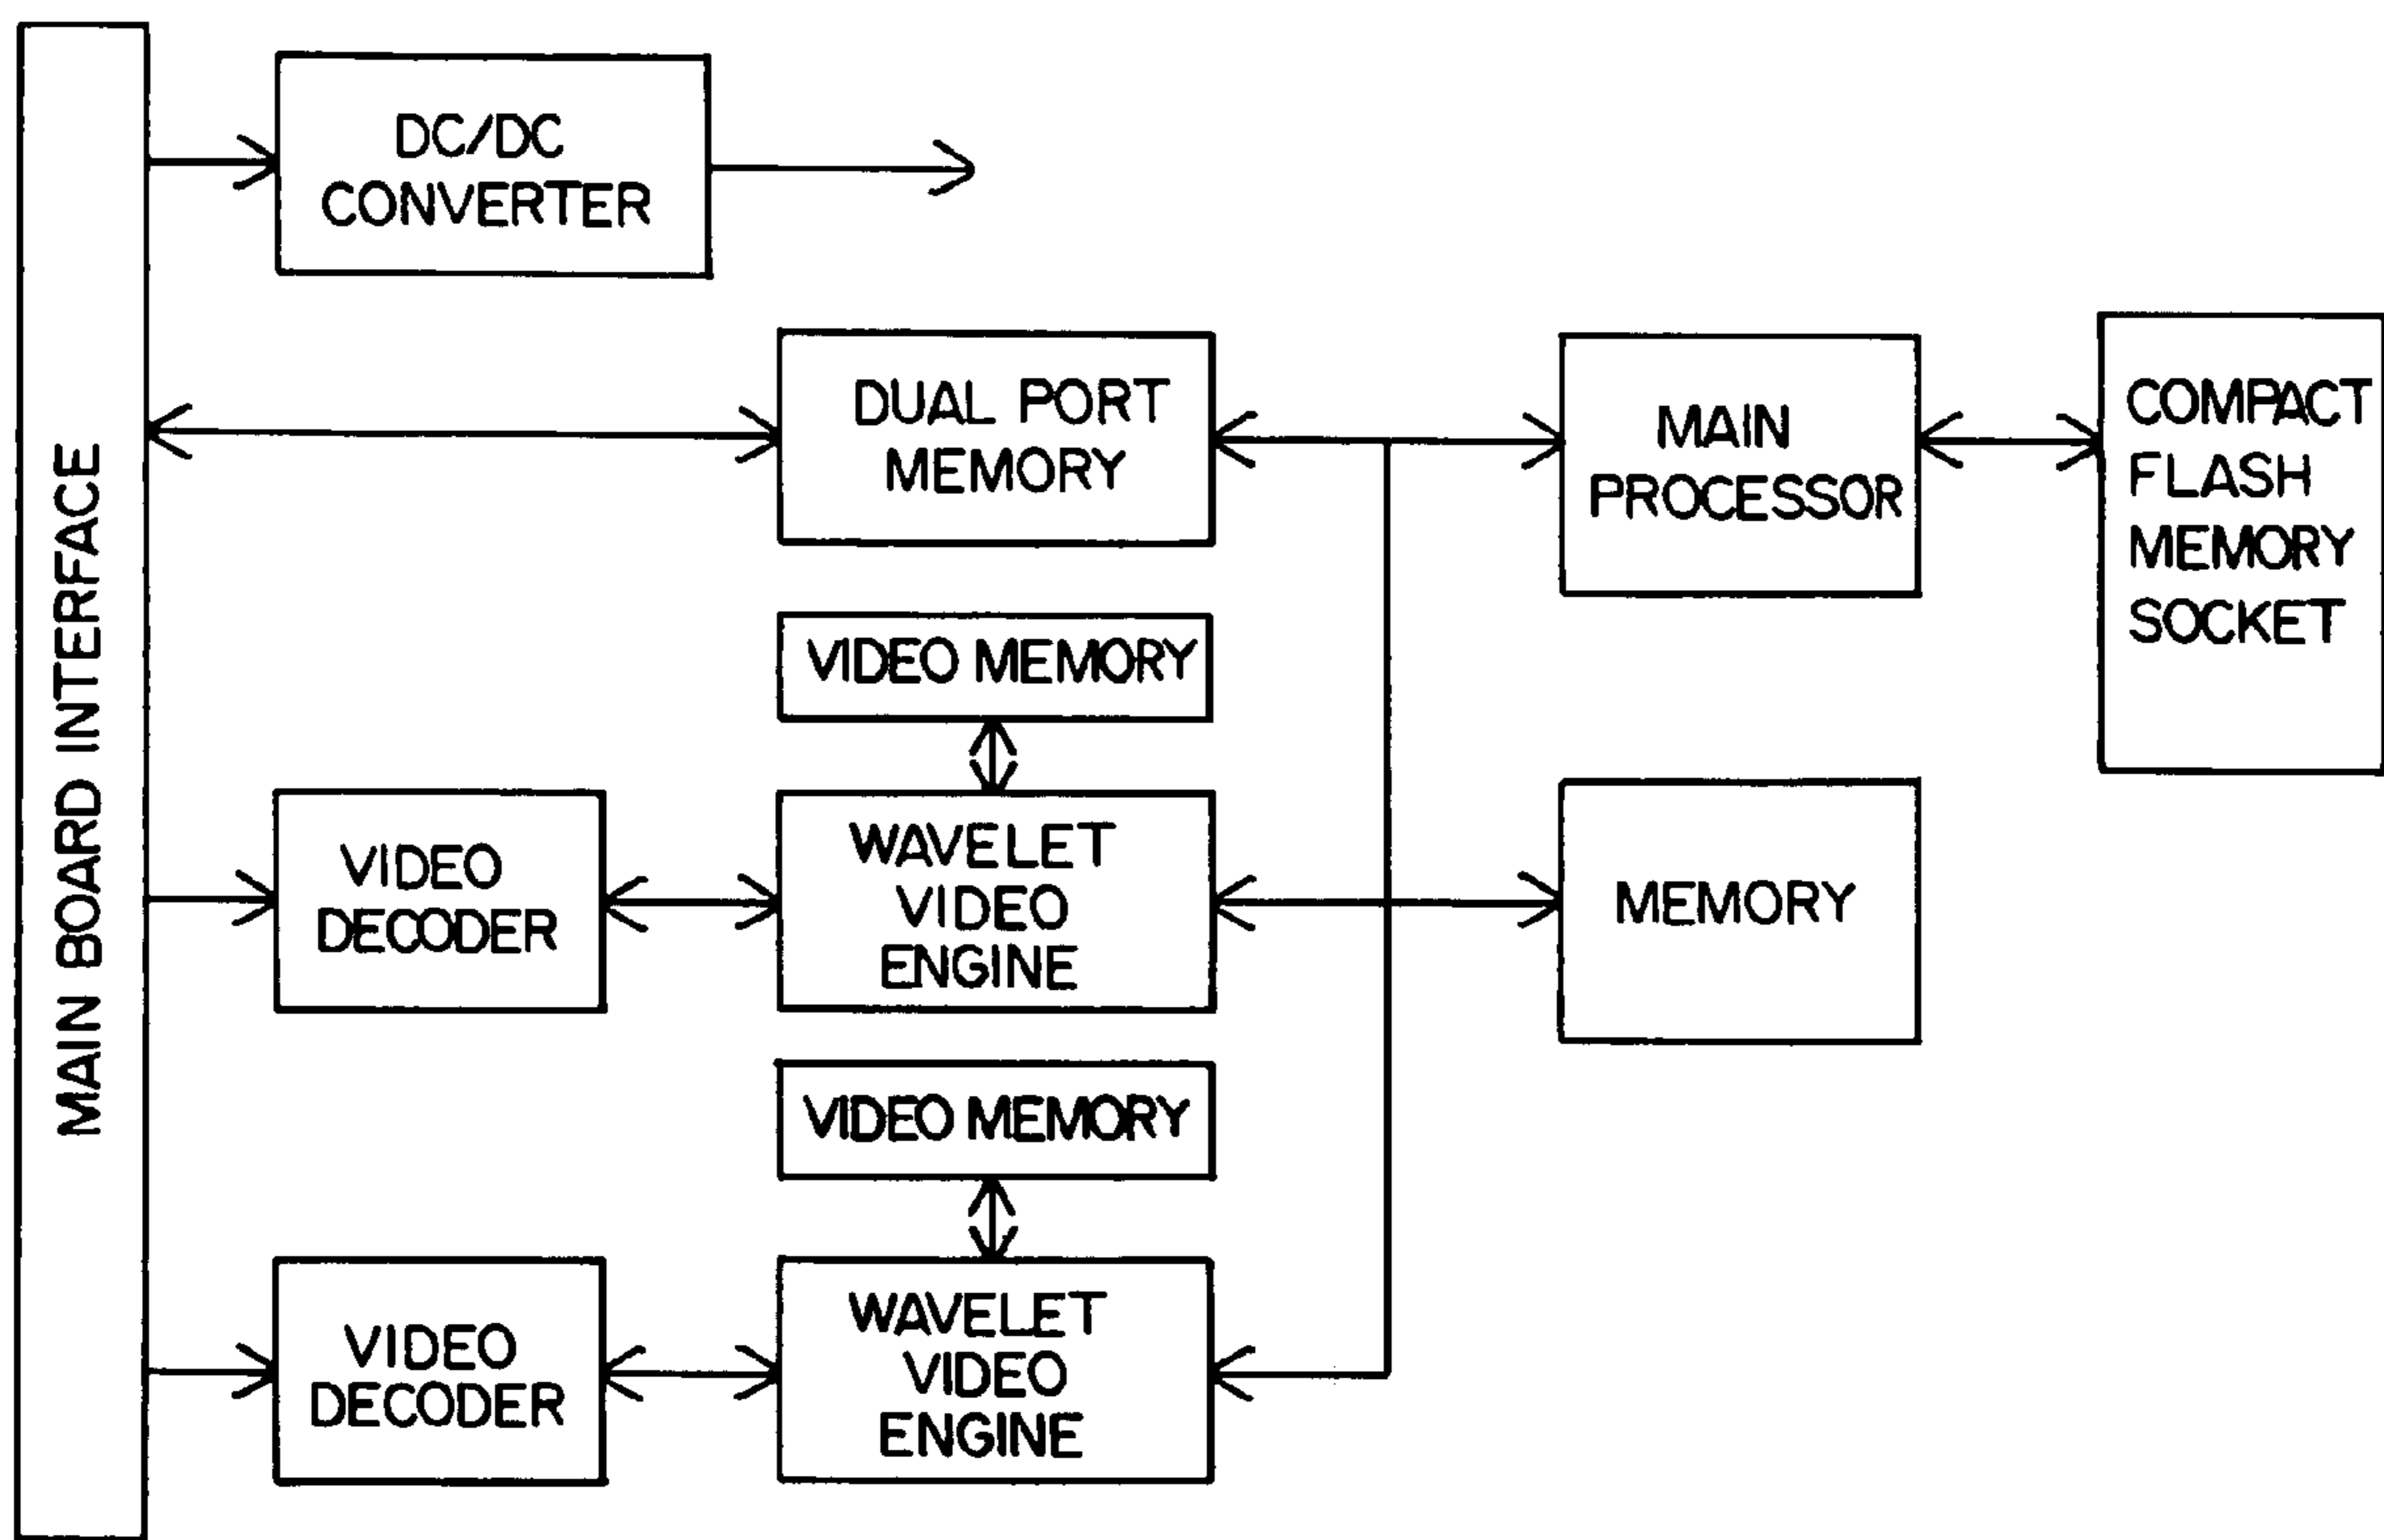 MAIN BOARD INTERFACE
DC/DC
CONVERTER
DUAL PORT
MEMORY
MAIN
PROCESSOR
COMPACT
FLASH
MEMORY
SOCKET
VIDEO MEMORY
VIDEO
DECODER
WAVELET
VIDEO
ENGINE
MEMORY
VIDEO MEMORY
VIDEO
DECODER
WAVELET
VIDEO
ENGINE